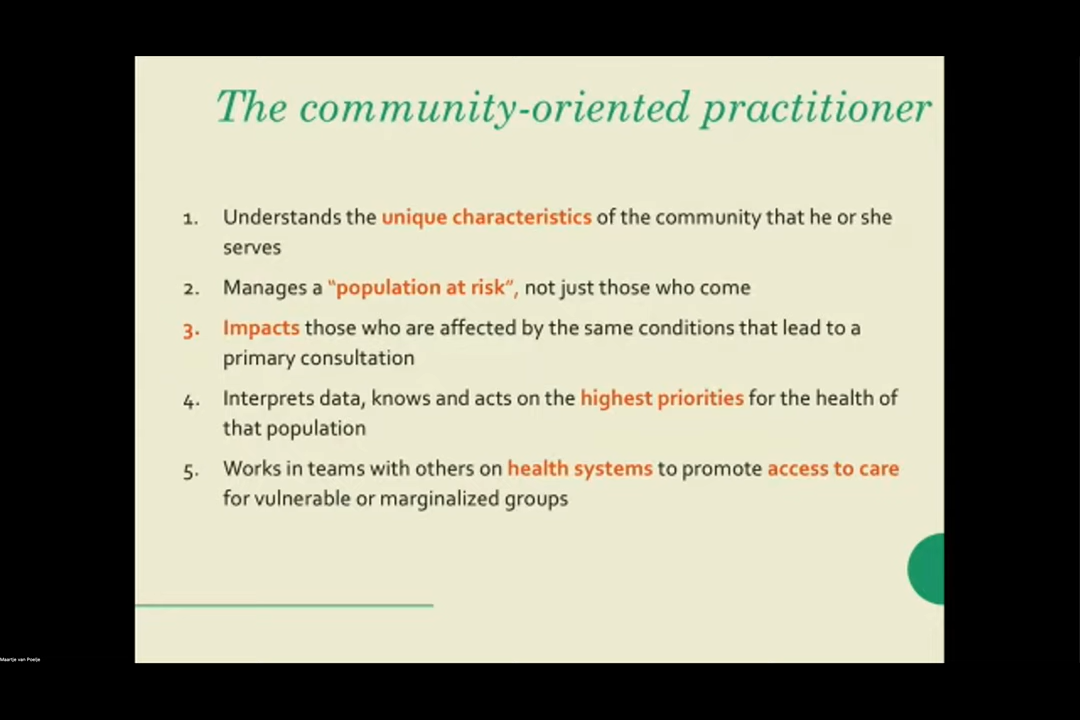 The community-oriented practitioner
1. Understands the unique characteristics of the community that he or she
serves
2. Manages a “population at risk”, not just those who come
3. Impacts those who are affected by the same conditions that lead to a
primary consultation
4. Interprets data, knows and acts on the highest priorities for the health of
that population
5. Works in teams with others on health systems to promote access to care
for vulnerable or marginalized groups
Maartje van